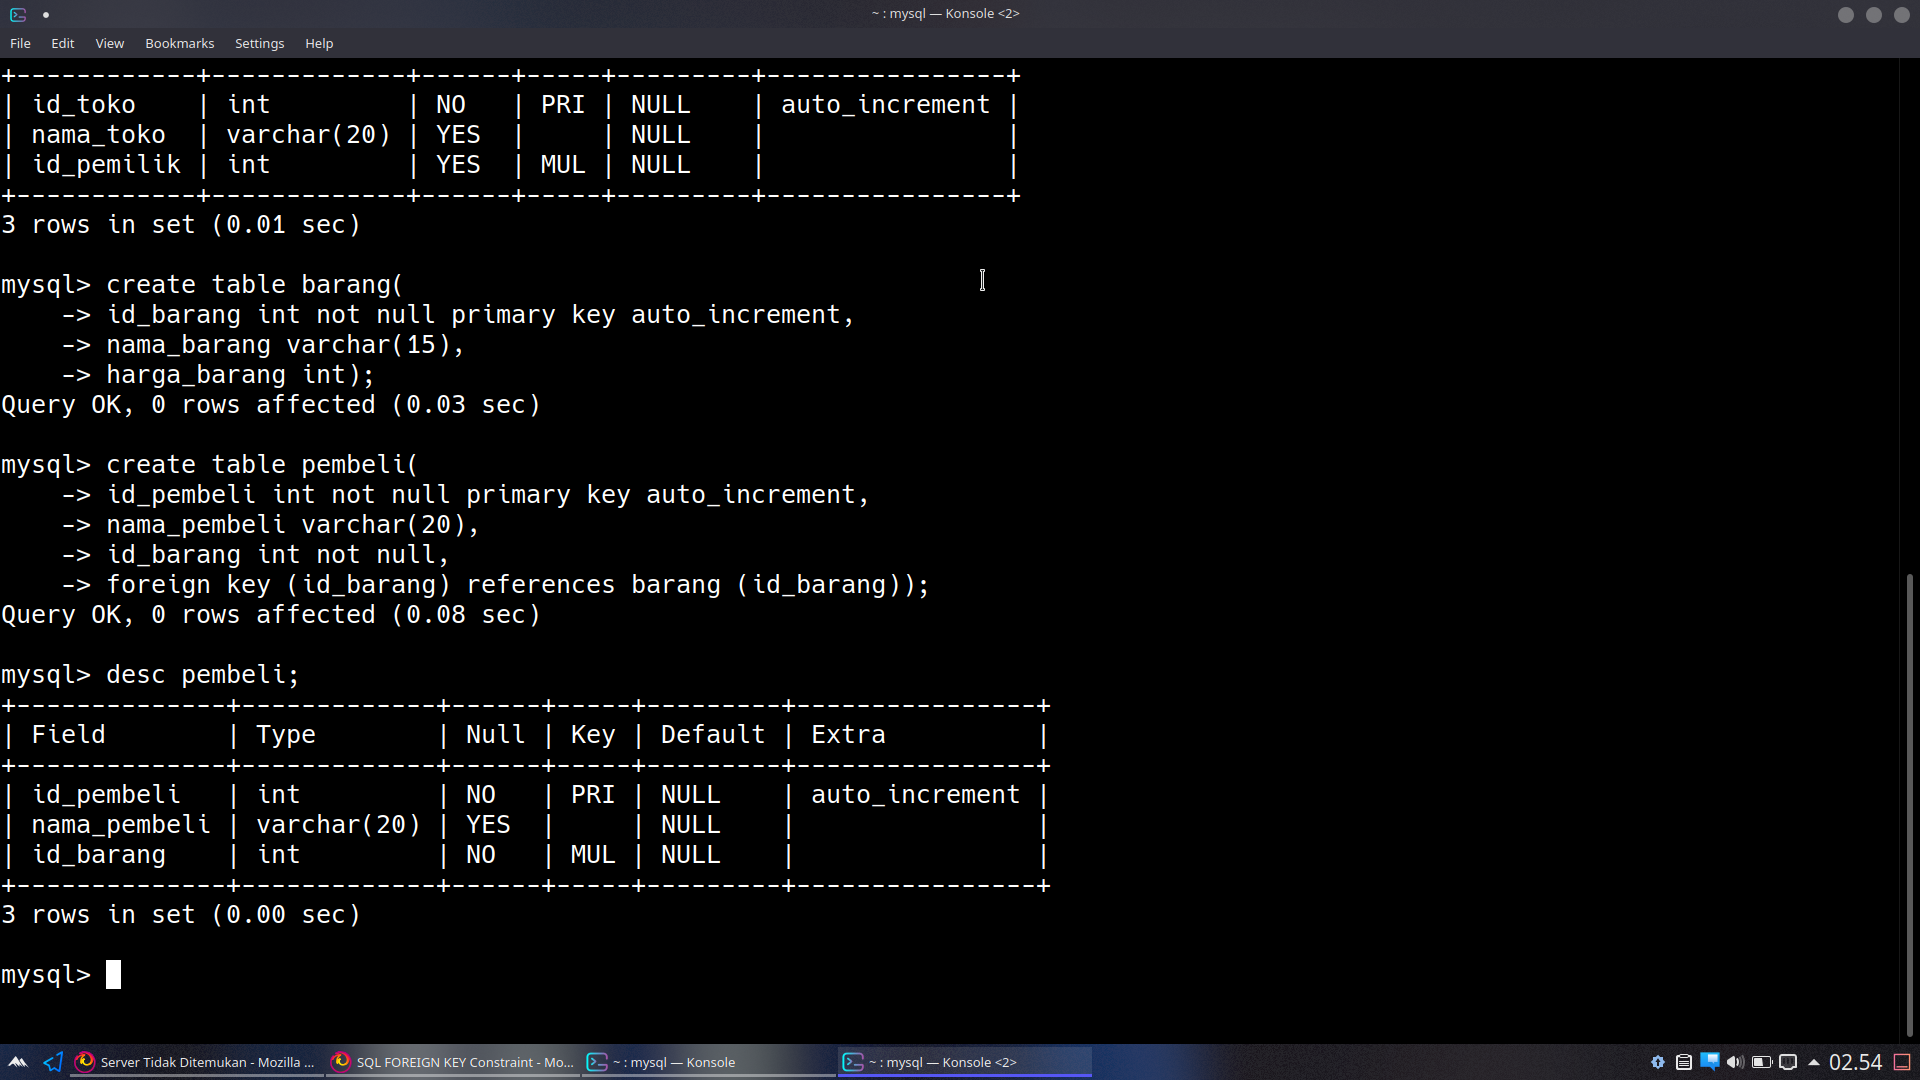 ~ : mysql — Konsole <2>
File Edit View Bookmarks Settings Help
+------------+-------------+------+-----+---------+----------------+
| id_toko    | int         | NO   | PRI | NULL    | auto_increment |
| nama_toko  | varchar(20) | YES  |     | NULL    |                |
| id_pemilik | int         | YES  | MUL | NULL    |                |
+------------+-------------+------+-----+---------+----------------+
3 rows in set (0.01 sec)
mysql> create table barang(
    -> id_barang int not null primary key auto_increment,
    -> nama_barang varchar(15),
    -> harga_barang int);
Query OK, 0 rows affected (0.03 sec)
mysql> create table pembeli(
    -> id_pembeli int not null primary key auto_increment,
    -> nama_pembeli varchar(20),
    -> id_barang int not null,
    -> foreign key (id_barang) references barang (id_barang));
Query OK, 0 rows affected (0.08 sec)
mysql> desc pembeli;
+--------------+-------------+------+-----+---------+----------------+
| Field        | Type        | Null | Key | Default | Extra          |
+--------------+-------------+------+-----+---------+----------------+
| id_pembeli   | int         | NO   | PRI | NULL    | auto_increment |
| nama_pembeli | varchar(20) | YES  |     | NULL    |                |
| id_barang    | int         | NO   | MUL | NULL    |                |
+--------------+-------------+------+-----+---------+----------------+
3 rows in set (0.00 sec)
mysql>
Server Tidak Ditemukan - Mozilla ... SQL FOREIGN KEY Constraint - Mo... ~ : mysql — Konsole ~ : mysql — Konsole <2> 02.54